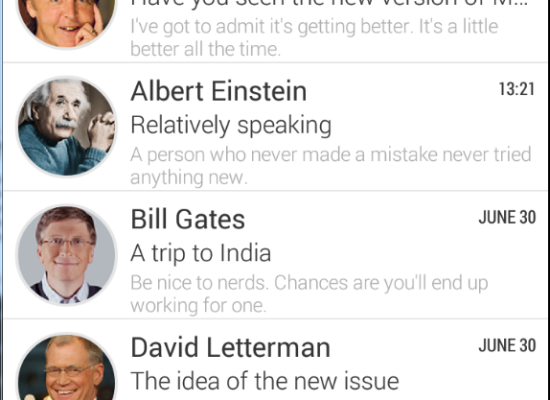 Have you seen the new version of M...
I've got to admit it's getting better. It's a little
better all the time.
Albert Einstein
13:21
Relatively speaking
A person who never made a mistake never tried
anything new.
Bill Gates
JUNE 30
A trip to India
Be nice to nerds. Chances are you'll end up
working for one.
David Letterman
JUNE 30
The idea of the new issue